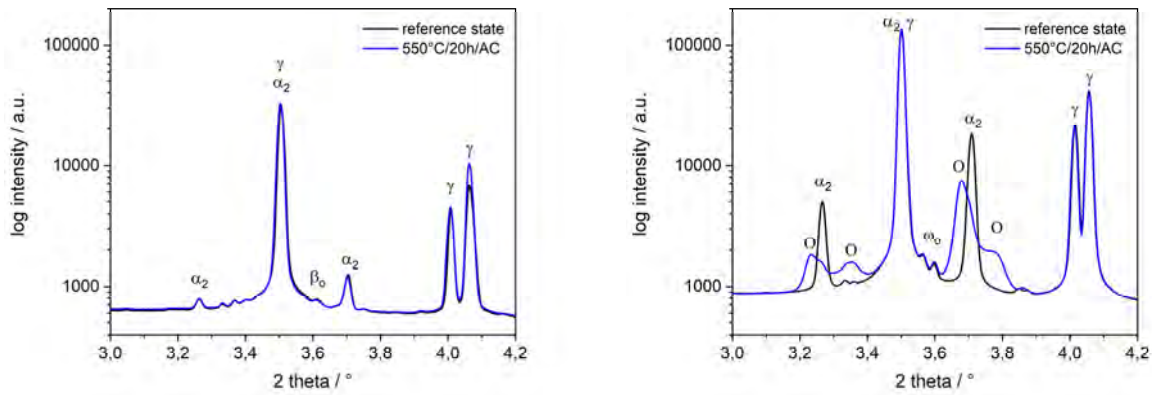 reference state
550°C/20h/AC
100000
10000
1000
log intensity / a.u.
γ
α2
α2
βo
α2
γ
γ
3,0 3,2 3,4 3,6 3,8 4,0 4,2
2 theta / °
reference state
550°C/20h/AC
100000
10000
1000
log intensity / a.u.
α2 γ
α2
O
O
ωo
O
α2
O
γ
γ
3,0 3,2 3,4 3,6 3,8 4,0 4,2
2 theta / °